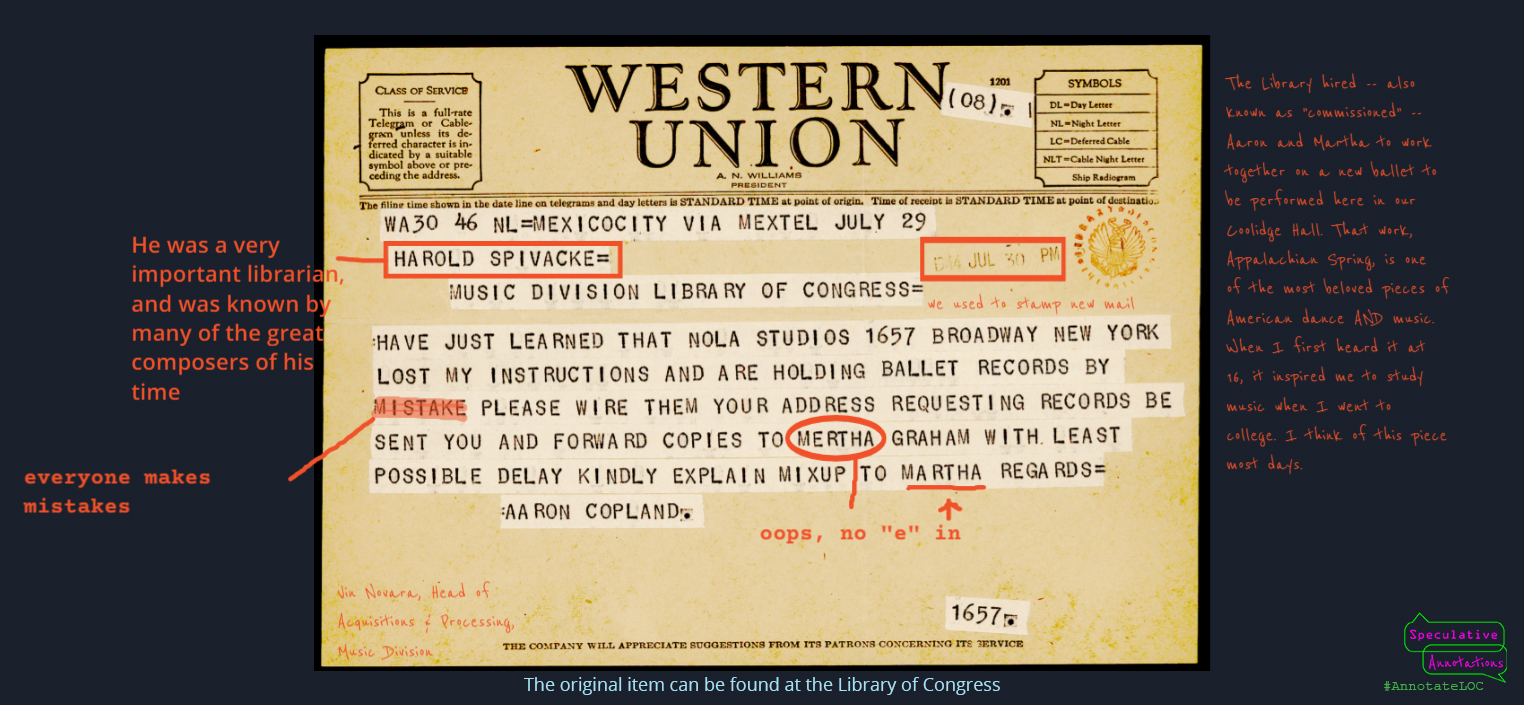 CLASS OF SERVICE
This is a full-rate
Telegram or Cable-
gram unless its de-
ferred character is in-
dicated by a suitable
symbol above or pre-
ceding the address.
WESTERN
UNION
A. N. WILLIAMS
PRESIDENT
1201
(08).
SYMBOLS
DL=Day Letter
NL=Night Letter
LC=Deferred Cable
NLT=Cable Night Letter
Ship Radiogram
The filing time shown in the date line on telegrams and day letters is STANDARD TIME at point of origin. Time of receipt is STANDARD TIME at point of destination.
WA30 46 NL=MEXICOCITY VIA MEXTEL JULY 29
HAROLD SPIVACKE=
JUL 30 PM
MUSIC DIVISION LIBRARY OF CONGRESS=
we used to stamp new mail
:HAVE JUST LEARNED THAT NOLA STUDIOS 1657 BROADWAY NEW YORK
LOST MY INSTRUCTIONS AND ARE HOLDING BALLET RECORDS BY
MISTAKE PLEASE WIRE THEM YOUR ADDRESS REQUESTING RECORDS BE
SENT YOU AND FORWARD COPIES TO MERTHA GRAHAM WITH LEAST
POSSIBLE DELAY KINDLY EXPLAIN MIXUP TO MARTHA REGARDS=
:AARON COPLAND.
oops, no "e" in
1657.
THE COMPANY WILL APPRECIATE SUGGESTIONS FROM ITS PATRONS CONCERNING ITS SERVICE
He was a very
important librarian,
and was known by
many of the great
composers of his
time
everyone makes
mistakes
Jin Novara, Head of
Acquisitions & Processing,
Music Division
The Library hired -- also
known as "commissioned" --
Aaron and Martha to work
together on a new ballet to
be performed here in our
Coolidge Hall. That work,
Appalachian Spring, is one
of the most beloved pieces of
American dance AND music.
When I first heard it at
16, it inspired me to study
music when I went to
college. I think of this piece
most days.
The original item can be found at the Library of Congress
Speculative
Annotations
#AnnotateLOC